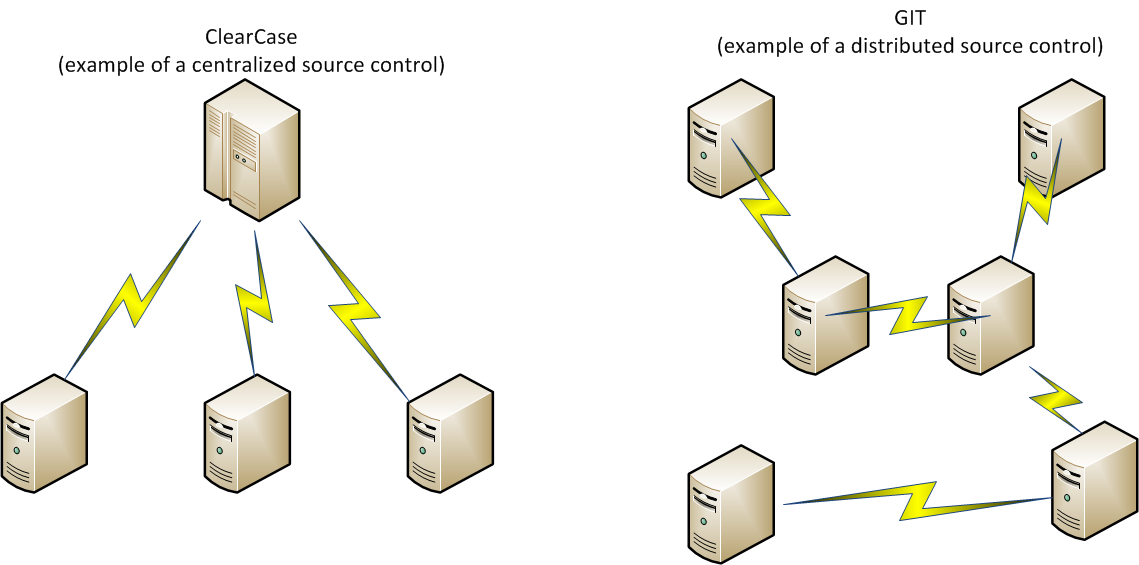 ClearCase
(example of a centralized source control)
GIT
(example of a distributed source control)